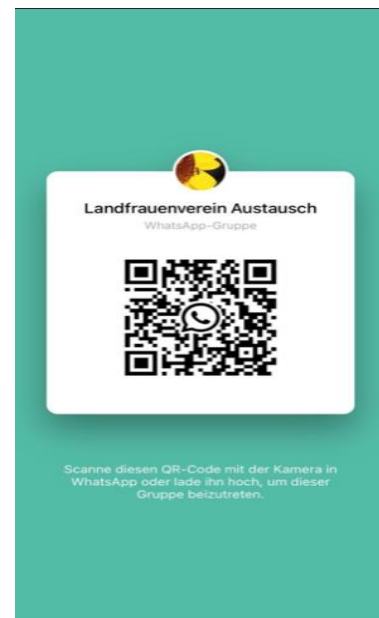 Landfrauenverein Austausch
WhatsApp-Gruppe
Scanne diesen QR-Code mit der Kamera in
WhatsApp oder lade ihn hoch, um dieser
Gruppe beizutreten.